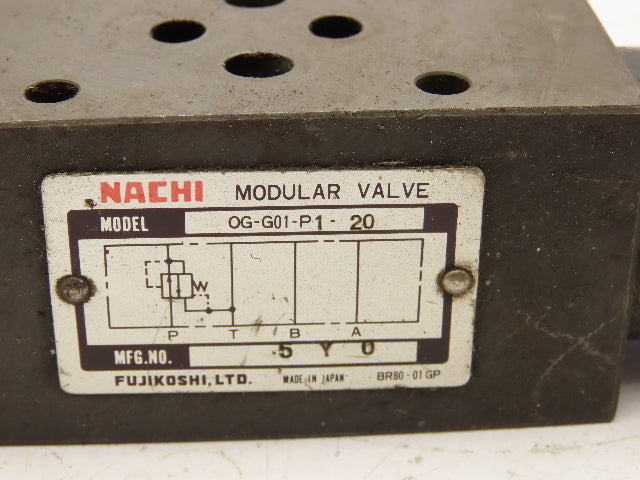 NACHI MODULAR VALVE
MODEL OG-G01-P1-20
W
P T B A
MFG.NO. 5 Y 0
FUJIKOSHI,LTD. MADE IN JAPAN BR80-01GP